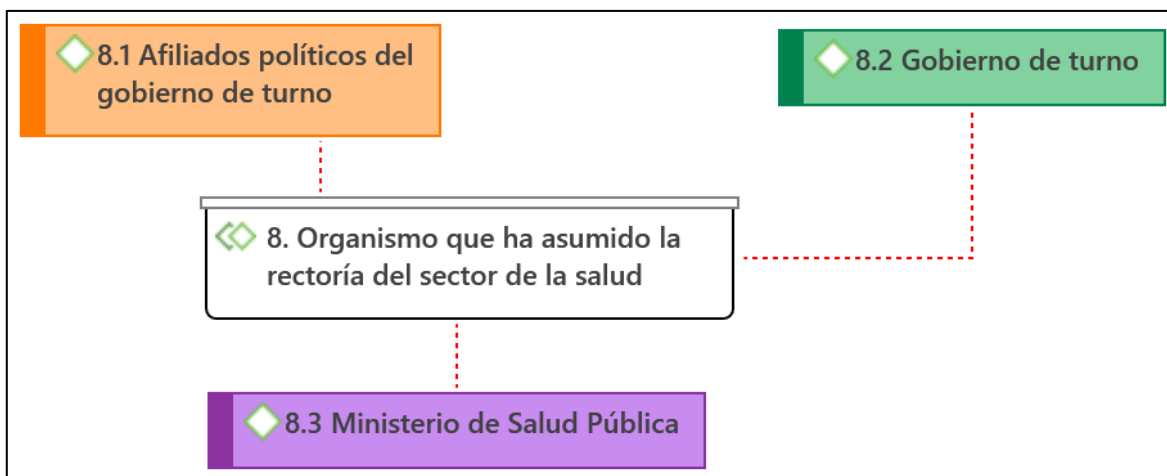 8.1 Afiliados políticos del
gobierno de turno
8.2 Gobierno de turno
8. Organismo que ha asumido la
rectoría del sector de la salud
8.3 Ministerio de Salud Pública